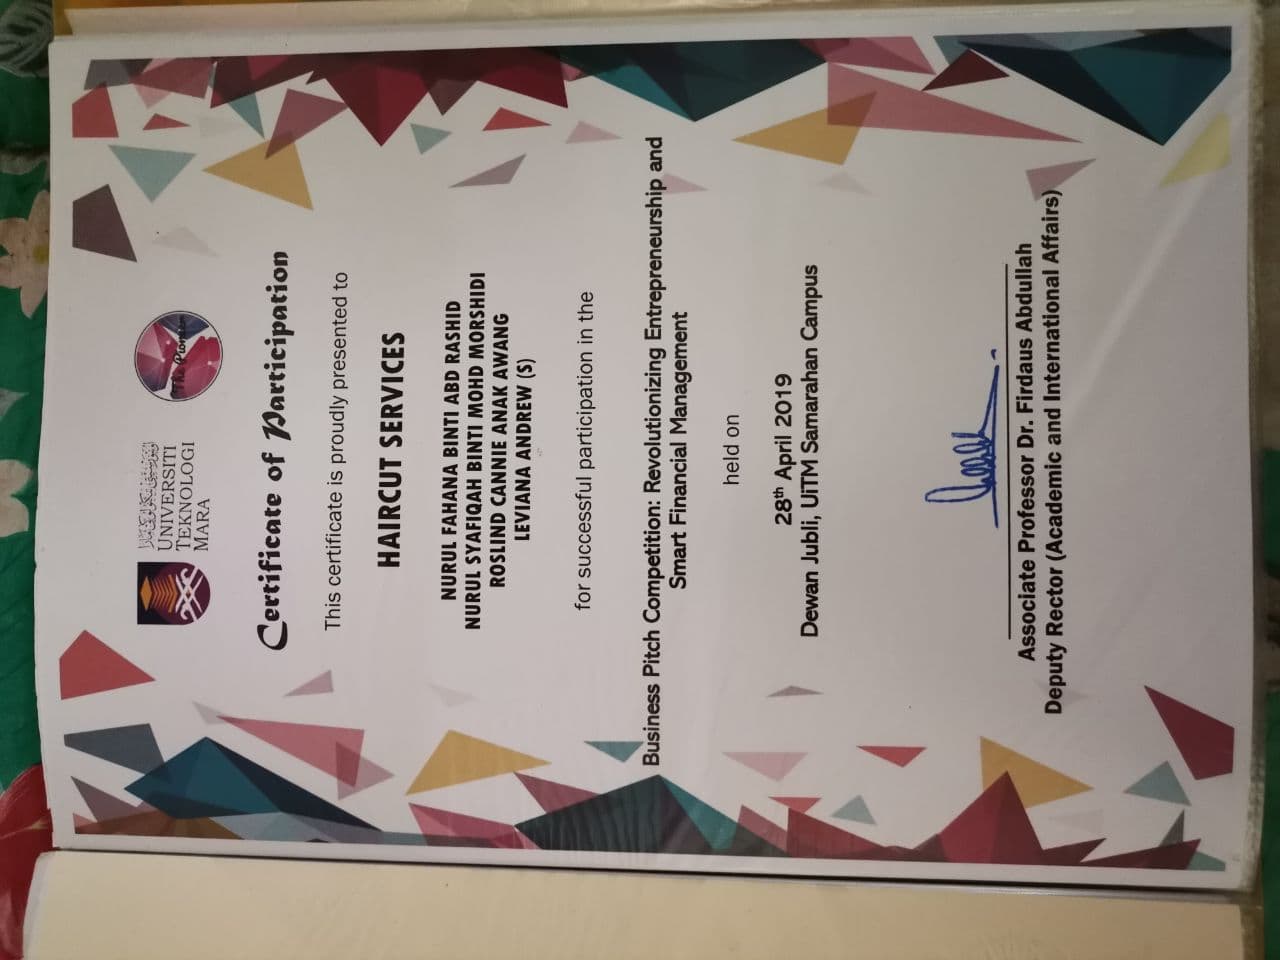 اونيۏرسيتي تيكنولوڬي مارا
UNIVERSITI
TEKNOLOGI
MARA
The Pioneer
Certificate of Participation
This certificate is proudly presented to
HAIRCUT SERVICES
NURUL FAHANA BINTI ABD RASHID
NURUL SYAFIQAH BINTI MOHD MORSHIDI
ROSLIND CANNIE ANAK AWANG
LEVIANA ANDREW (S)
for successful participation in the
Business Pitch Competition: Revolutionizing Entrepreneurship and
Smart Financial Management
held on
28th April 2019
Dewan Jubli, UiTM Samarahan Campus
Associate Professor Dr. Firdaus Abdullah
Deputy Rector (Academic and International Affairs)